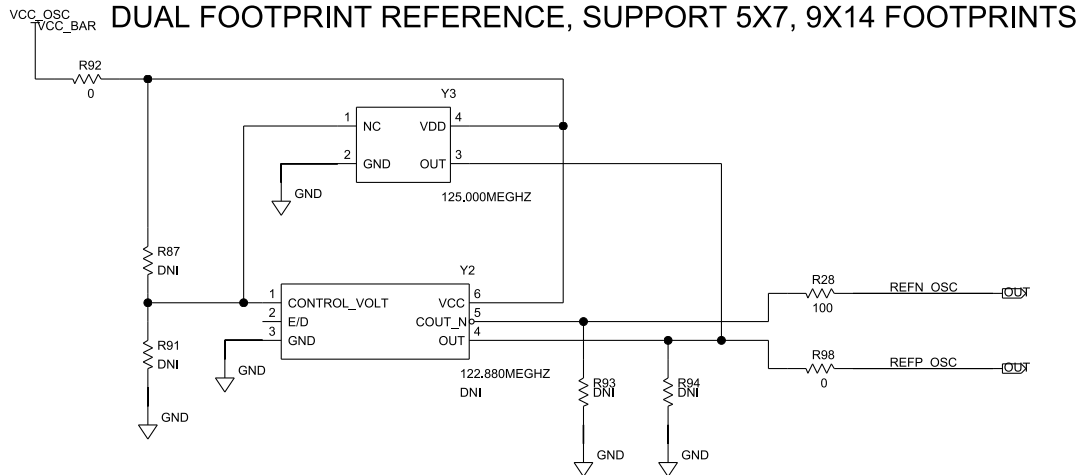 DUAL FOOTPRINT REFERENCE, SUPPORT 5X7, 9X14 FOOTPRINTS
VCC_OSC
VCC_BAR
R92
0
Y3
1 NC VDD 4
2 GND OUT 3
GND
125.000MEGHZ
R87
DNI
Y2
1 CONTROL_VOLT VCC 6
2 E/D COUT_N 5
3 GND OUT 4
GND
122.880MEGHZ
DNI
R91
DNI
GND
R93
DNI
GND
R94
DNI
GND
R28
100
REFN_OSC
OUT
R98
0
REFP_OSC
OUT